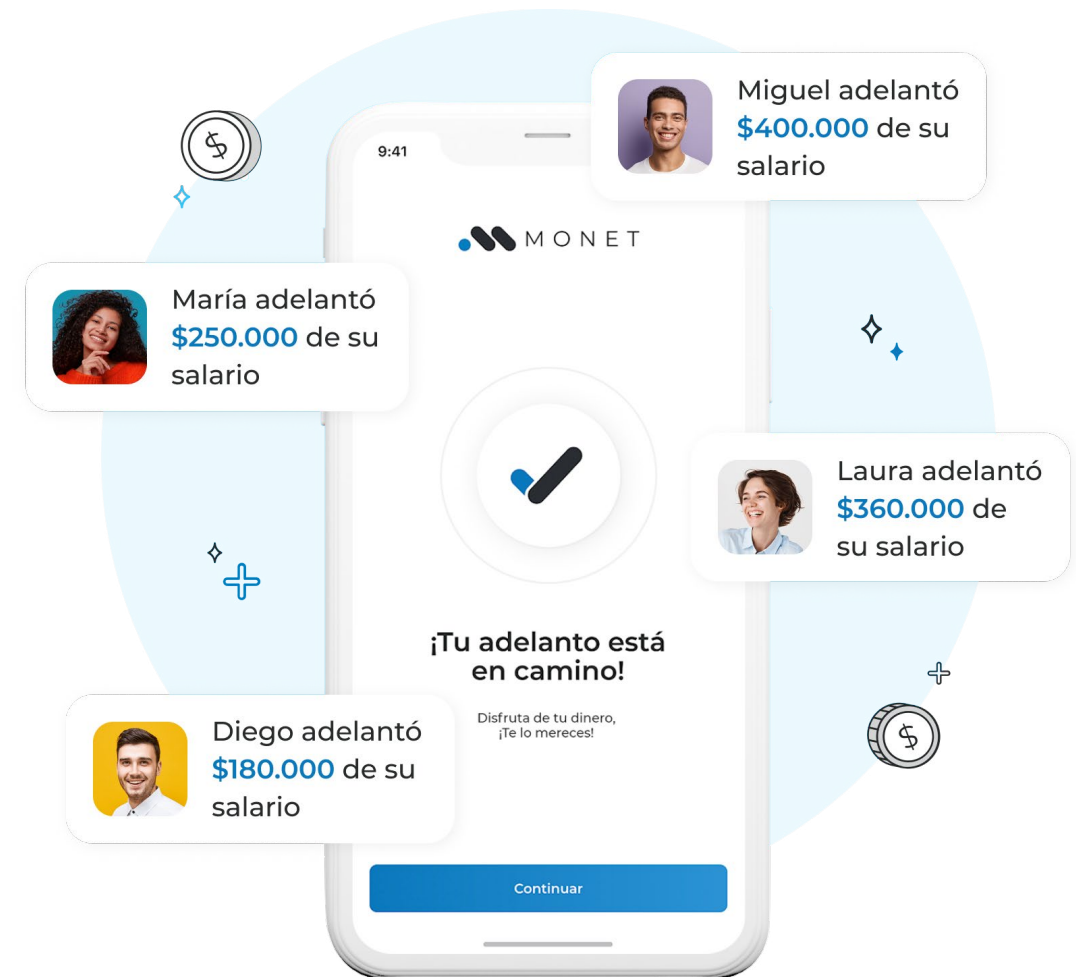 Miguel adelantó
$400.000 de su
salario
9:41
MONET
María adelantó
$250.000 de su
salario
Laura adelantó
$360.000 de
su salario
¡Tu adelanto está
en camino!
Disfruta de tu dinero,
¡Te lo mereces!
Diego adelantó
$180.000 de su
salario
Continuar